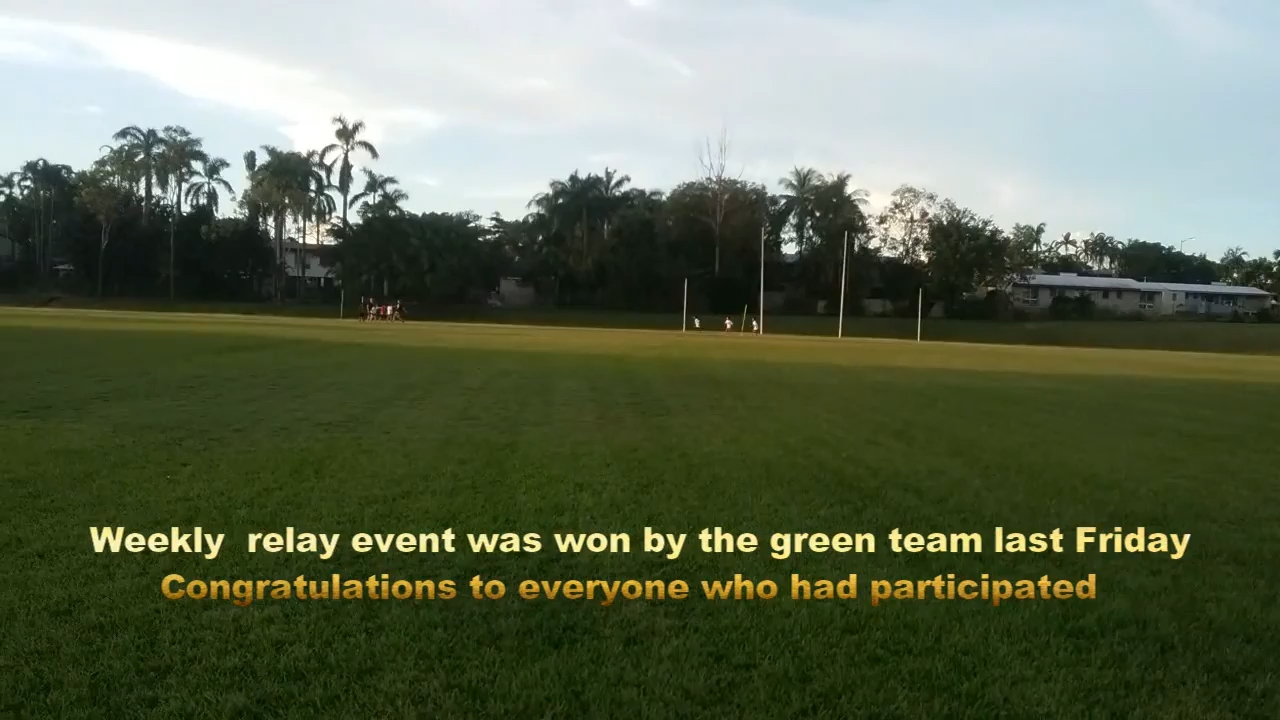 Weekly  relay event was won by the green team last Friday
Congratulations to everyone who had participated